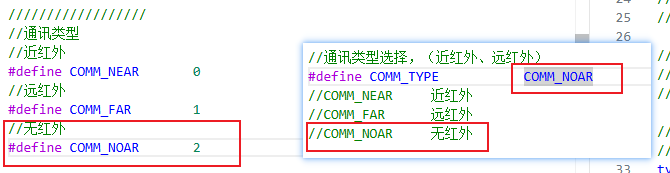 //////////////////
//通讯类型
//近红外
#define COMM_NEAR 0
//远红外
#define COMM_FAR 1
//无红外
#define COMM_NOAR 2
//通讯类型选择，（近红外、远红外）
#define COMM_TYPE COMM_NOAR
//COMM_NEAR 近红外
//COMM_FAR 远红外
//COMM_NOAR 无红外
25
26
33
//
//
//
//
//
ty